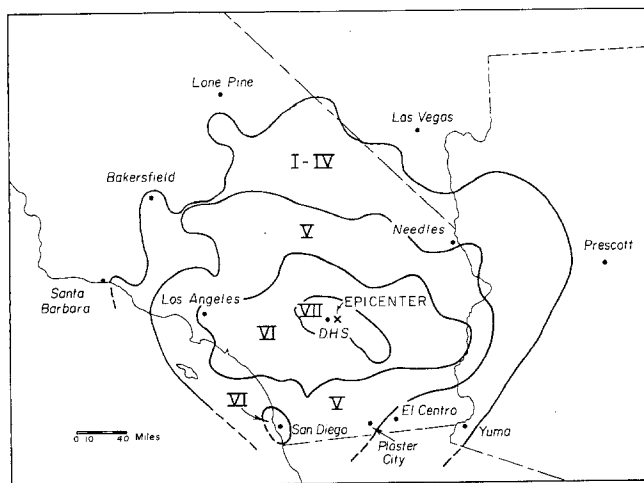 Lone Pine
Las Vegas
I - IV
Bakersfield
V
Needles
Prescott
Santa Barbara
Los Angeles
VII
EPICENTER
DHS
VI
VI
V
San Diego
El Centro
Plaster City
Yuma
0 10 40 Miles